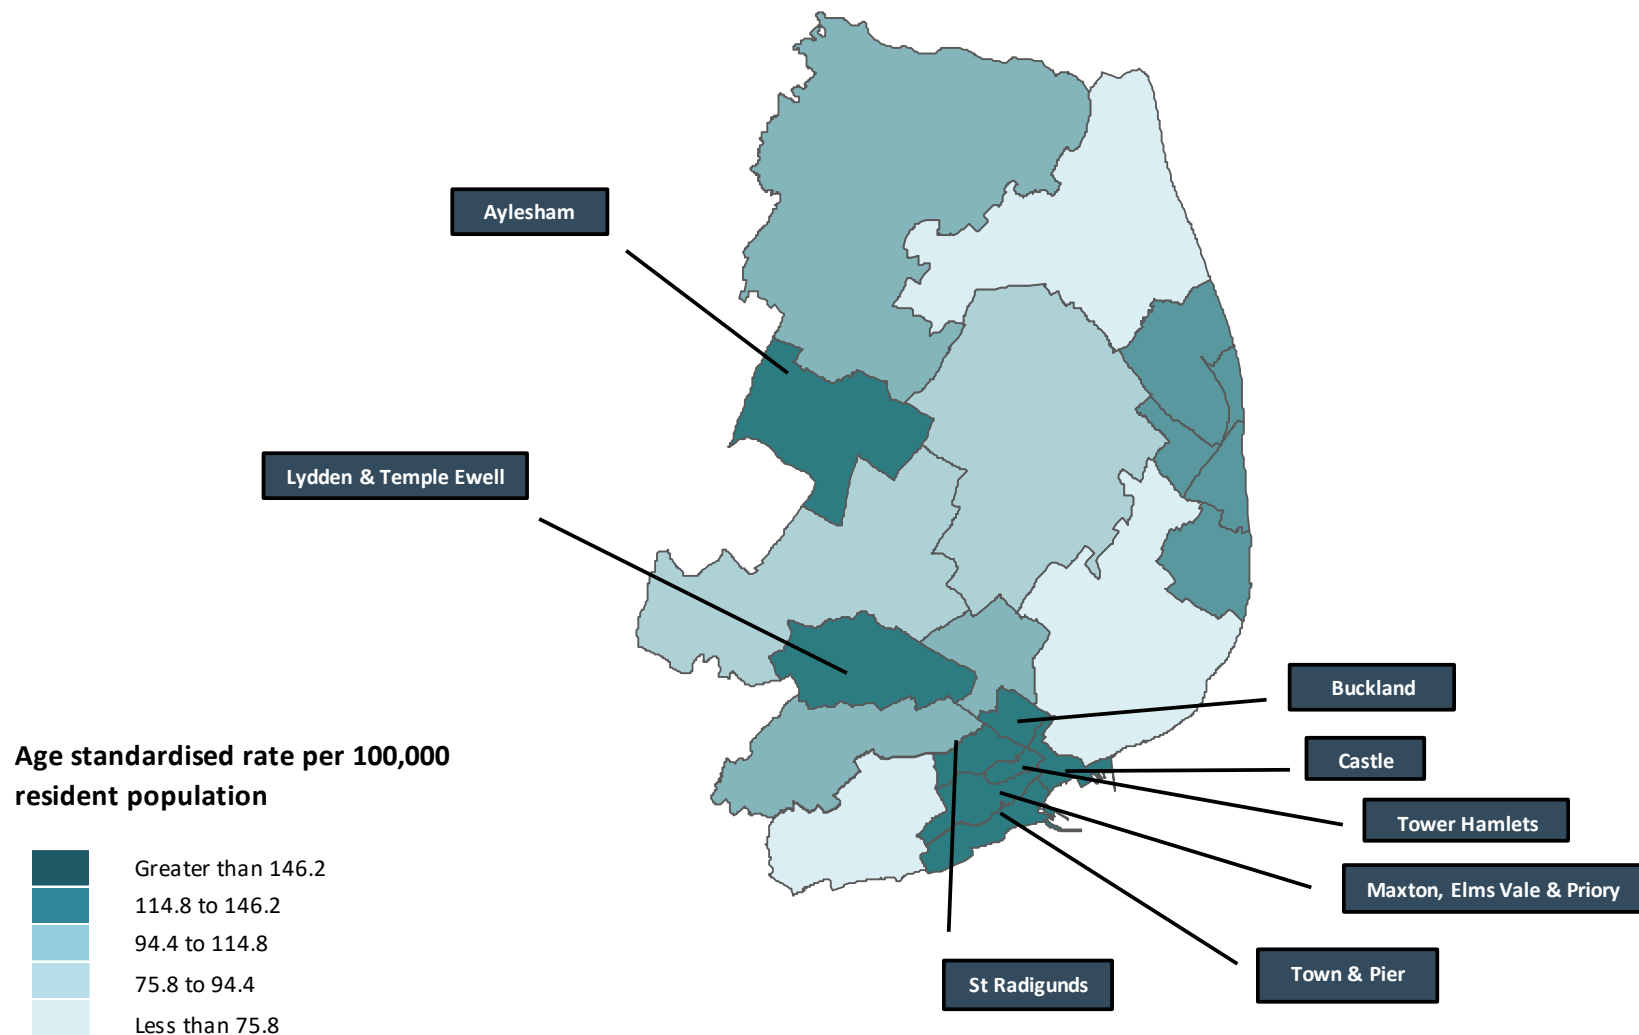 Aylesham
Lydden & Temple Ewell
Buckland
Castle
Tower Hamlets
Maxton, Elms Vale & Priory
Town & Pier
St Radigunds
Age standardised rate per 100,000
resident population
Greater than 146.2
114.8 to 146.2
94.4 to 114.8
75.8 to 94.4
Less than 75.8